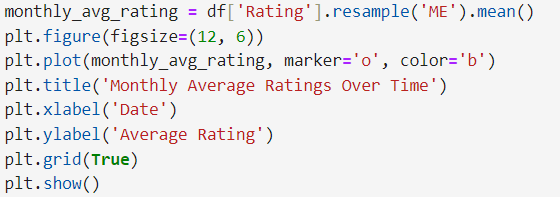 monthly_avg_rating = df['Rating'].resample('ME').mean()
plt.figure(figsize=(12, 6))
plt.plot(monthly_avg_rating, marker='o', color='b')
plt.title('Monthly Average Ratings Over Time')
plt.xlabel('Date')
plt.ylabel('Average Rating')
plt.grid(True)
plt.show()